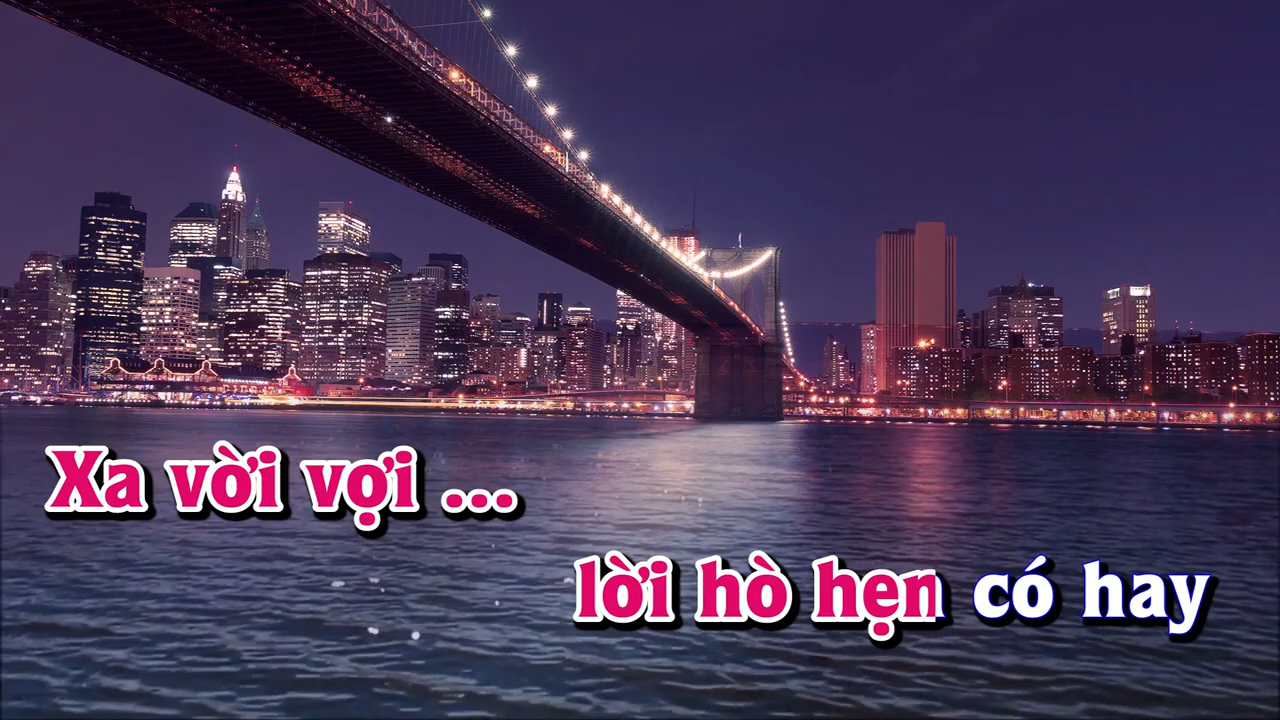 Xa vời vợi ...
lời hò hẹn có hay